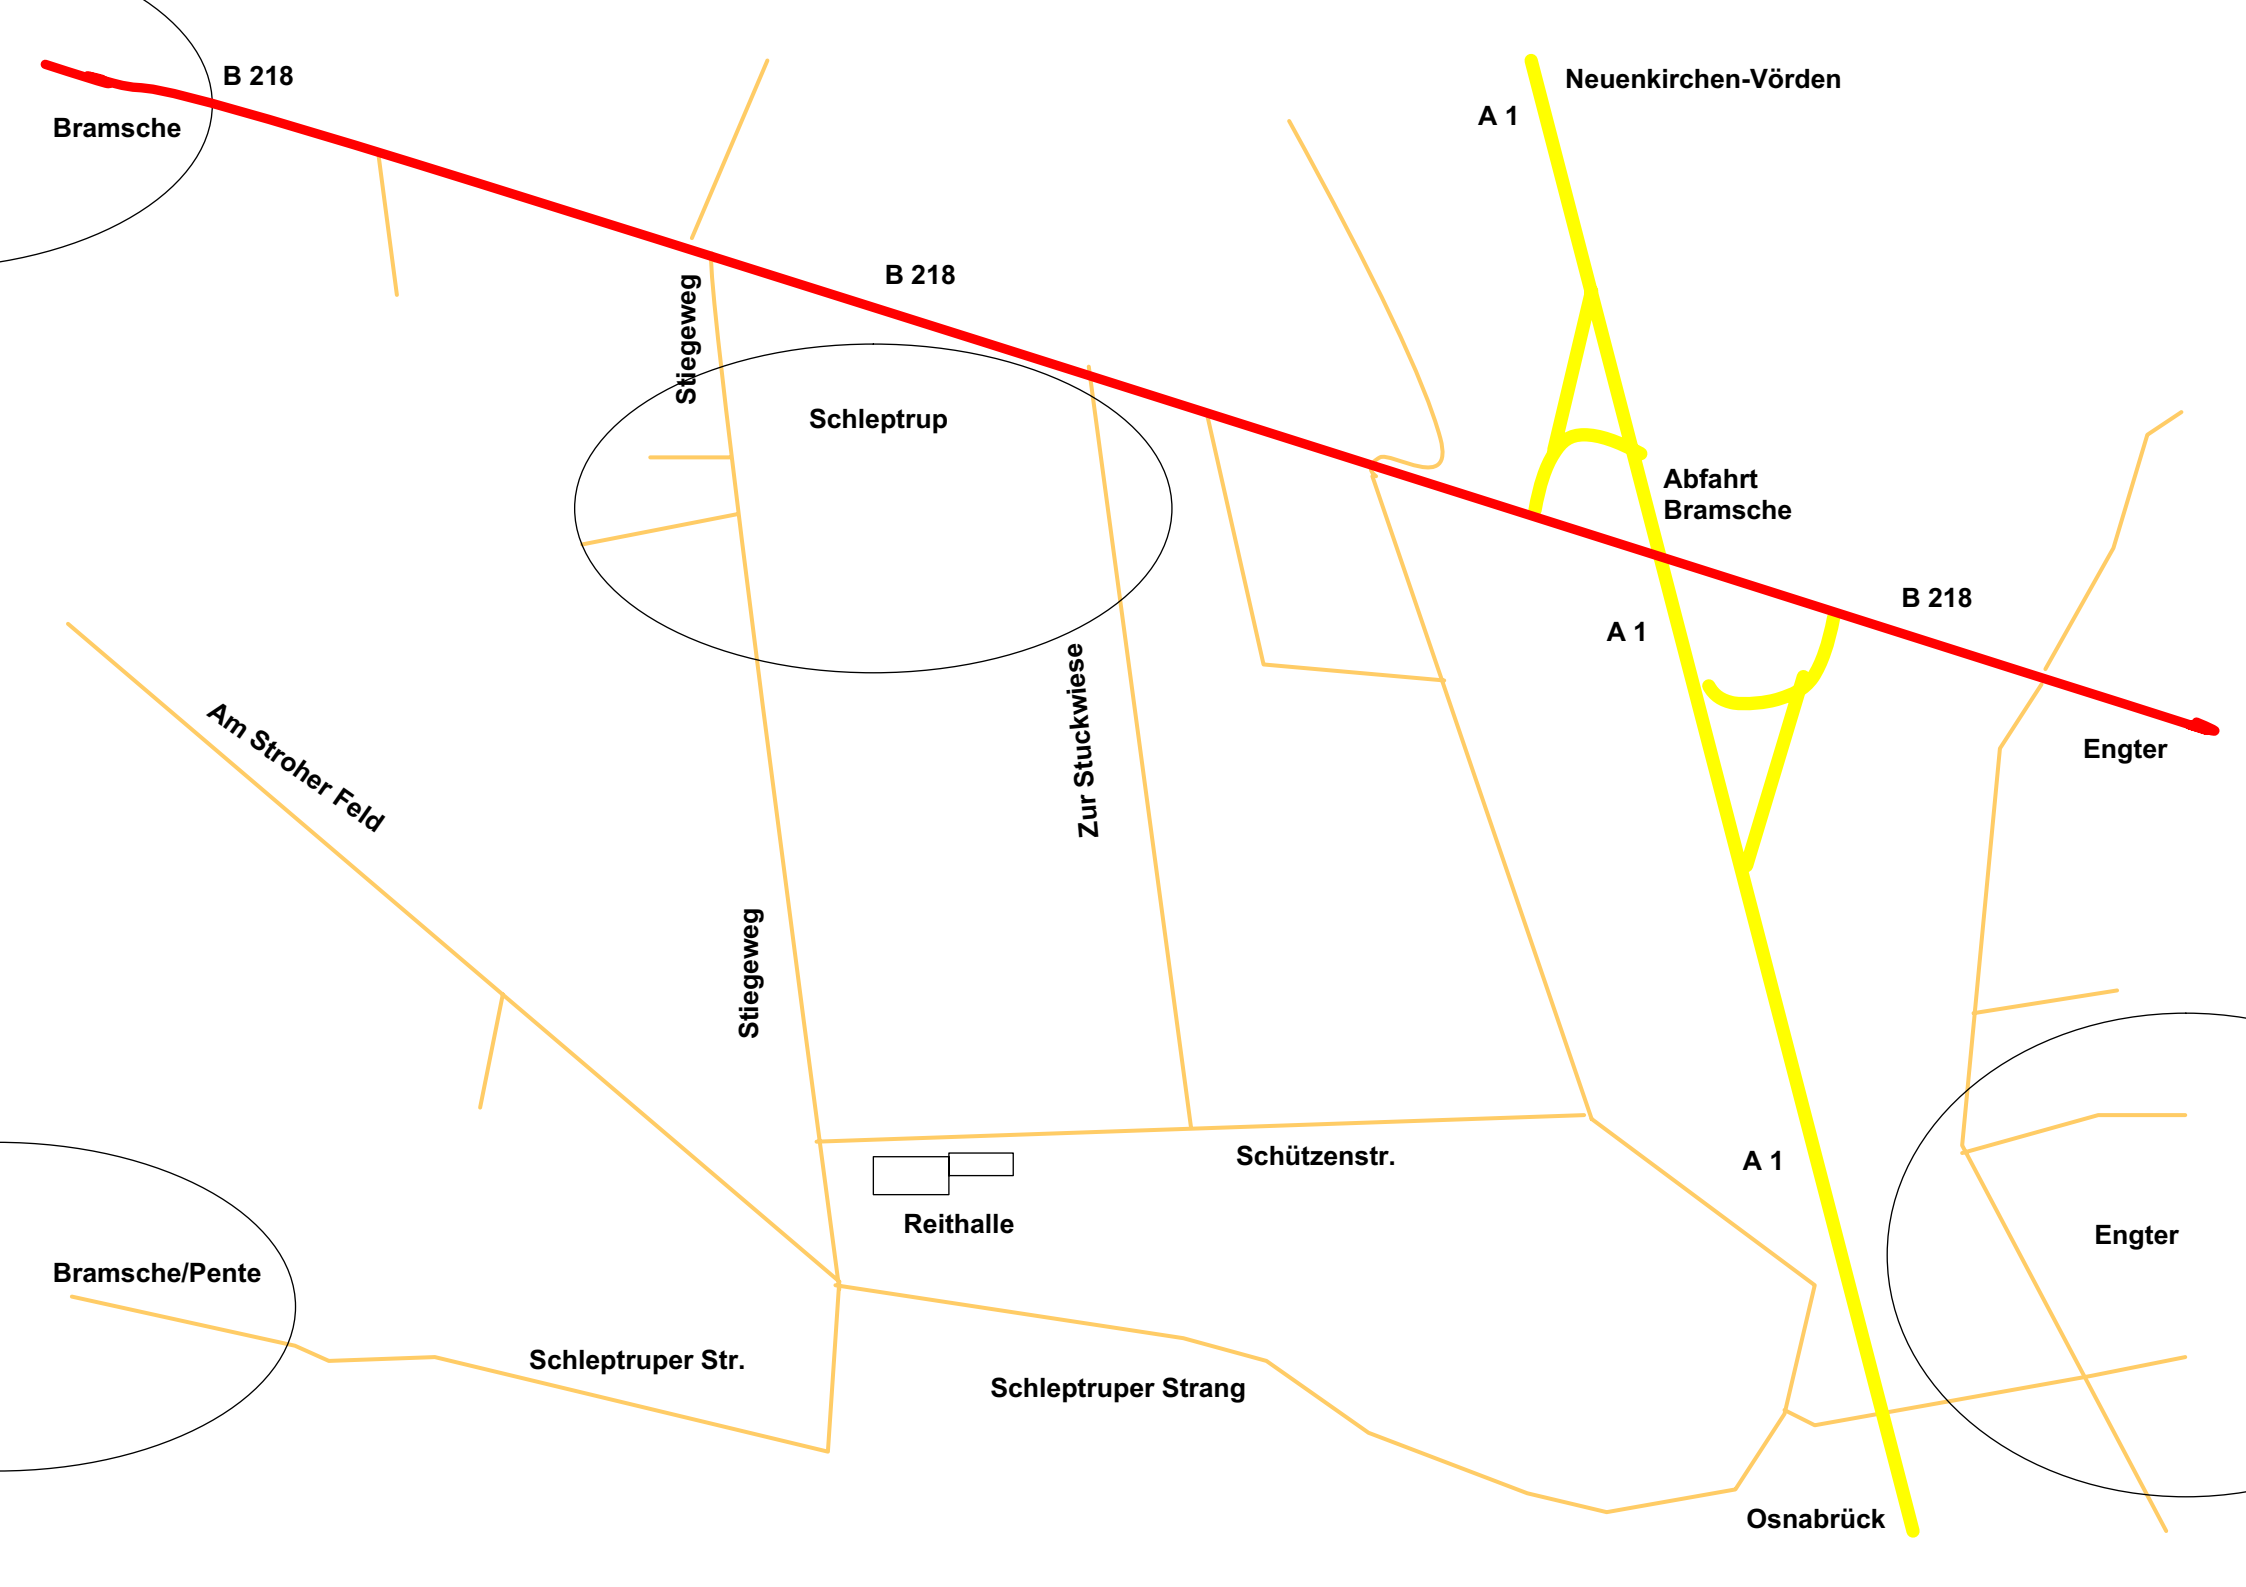 B 218
Neuenkirchen-Vörden
A 1
Bramsche
B 218
Stiegeweg
Schleptrup
Abfahrt
Bramsche
B 218
A 1
Zur Stuckwiese
Engter
Am Stroher Feld
Stiegeweg
Schützenstr.
A 1
Reithalle
Engter
Bramsche/Pente
Schleptruper Str.
Schleptruper Strang
Osnabrück